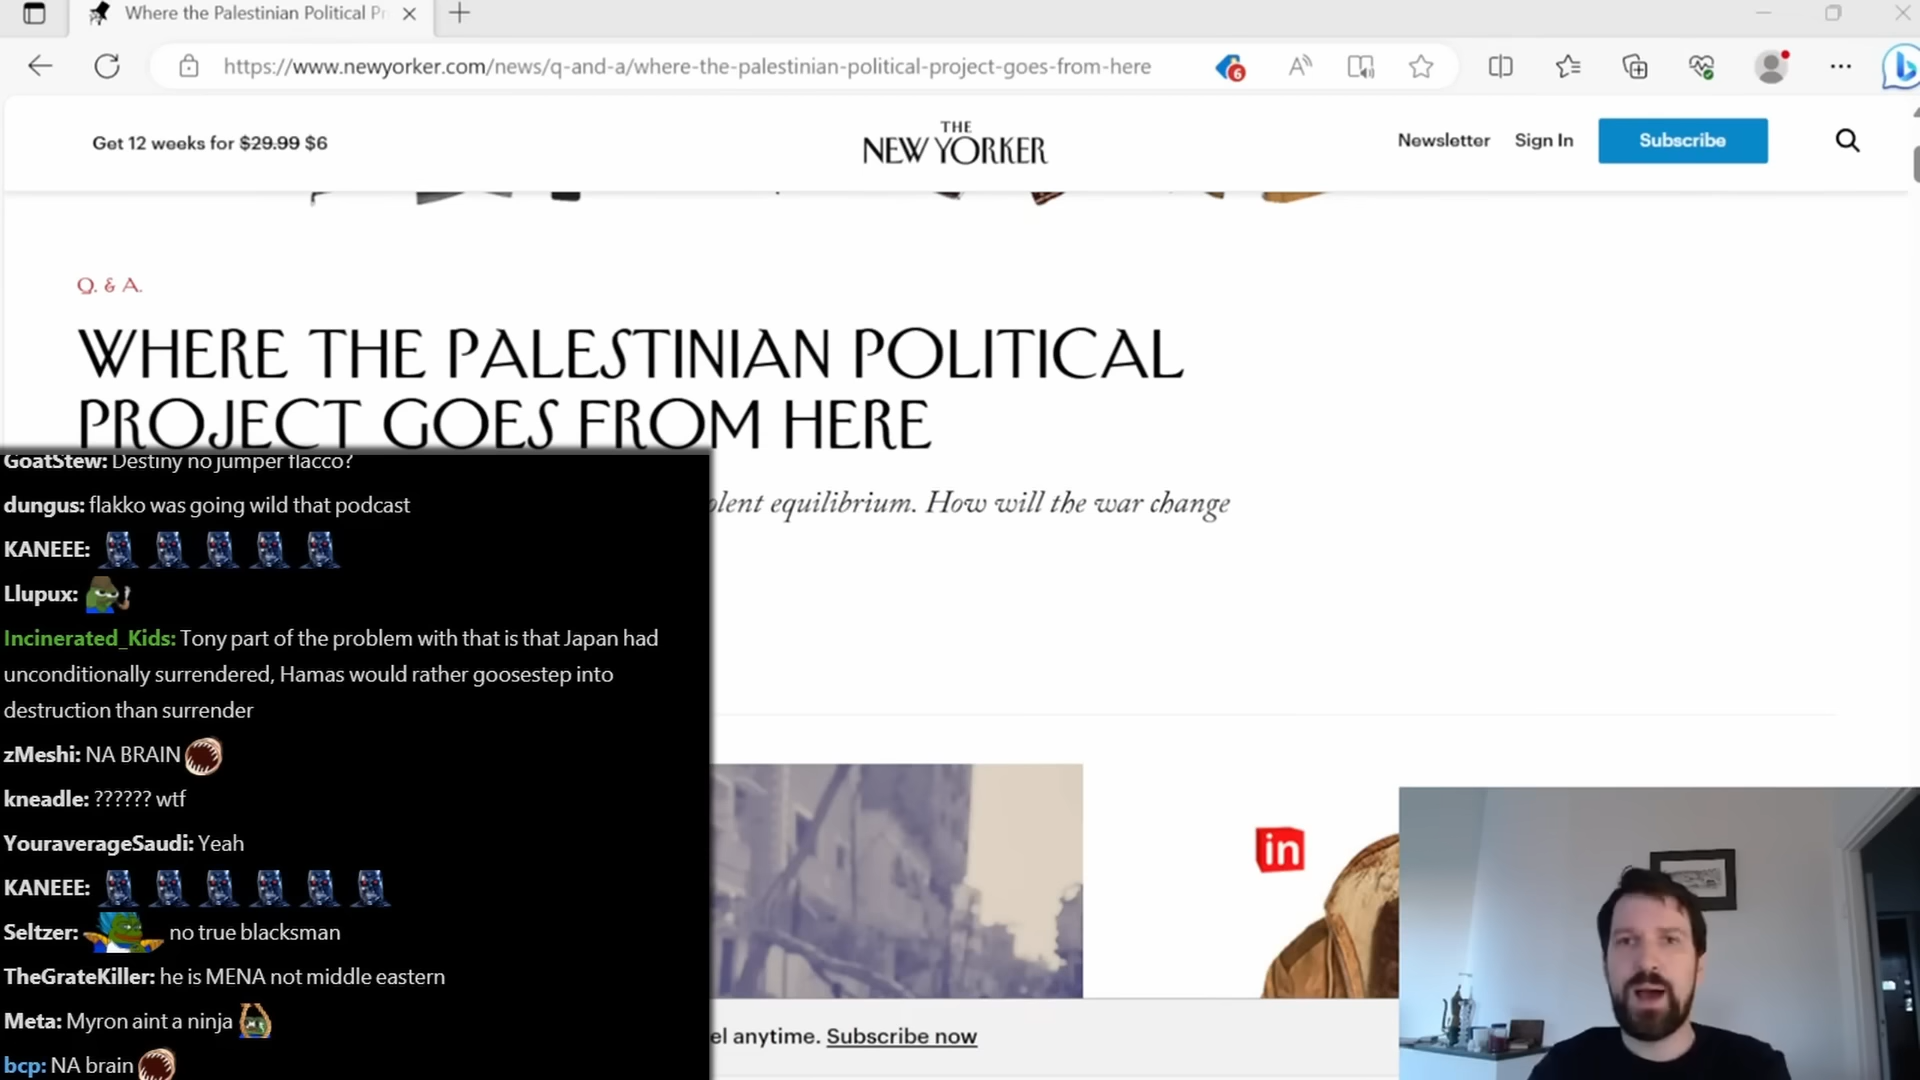 Where the Palestinian Political Pr
https://www.newyorker.com/news/q-and-a/where-the-palestinian-political-project-goes-from-here
6
Get 12 weeks for $29.99 $6
THE
NEW YORKER
Newsletter
Sign In
Subscribe
Q. & A.
WHERE THE PALESTINIAN POLITICAL
PROJECT GOES FROM HERE
equilibrium. How will the war change
GoatStew: Destiny no jumper flacco?
dungus: flakko was going wild that podcast
KANEEE:
Llupux:
Incinerated_Kids: Tony part of the problem with that is that Japan had
unconditionally surrendered, Hamas would rather goosestep into
destruction than surrender
zMeshi: NA BRAIN
kneadle: ?????? wtf
YouraverageSaudi: Yeah
KANEEE:
Seltzer: no true blacksman
TheGrateKiller: he is MENA not middle eastern
Meta: Myron aint a ninja
bcp: NA brain
in
el anytime. Subscribe now